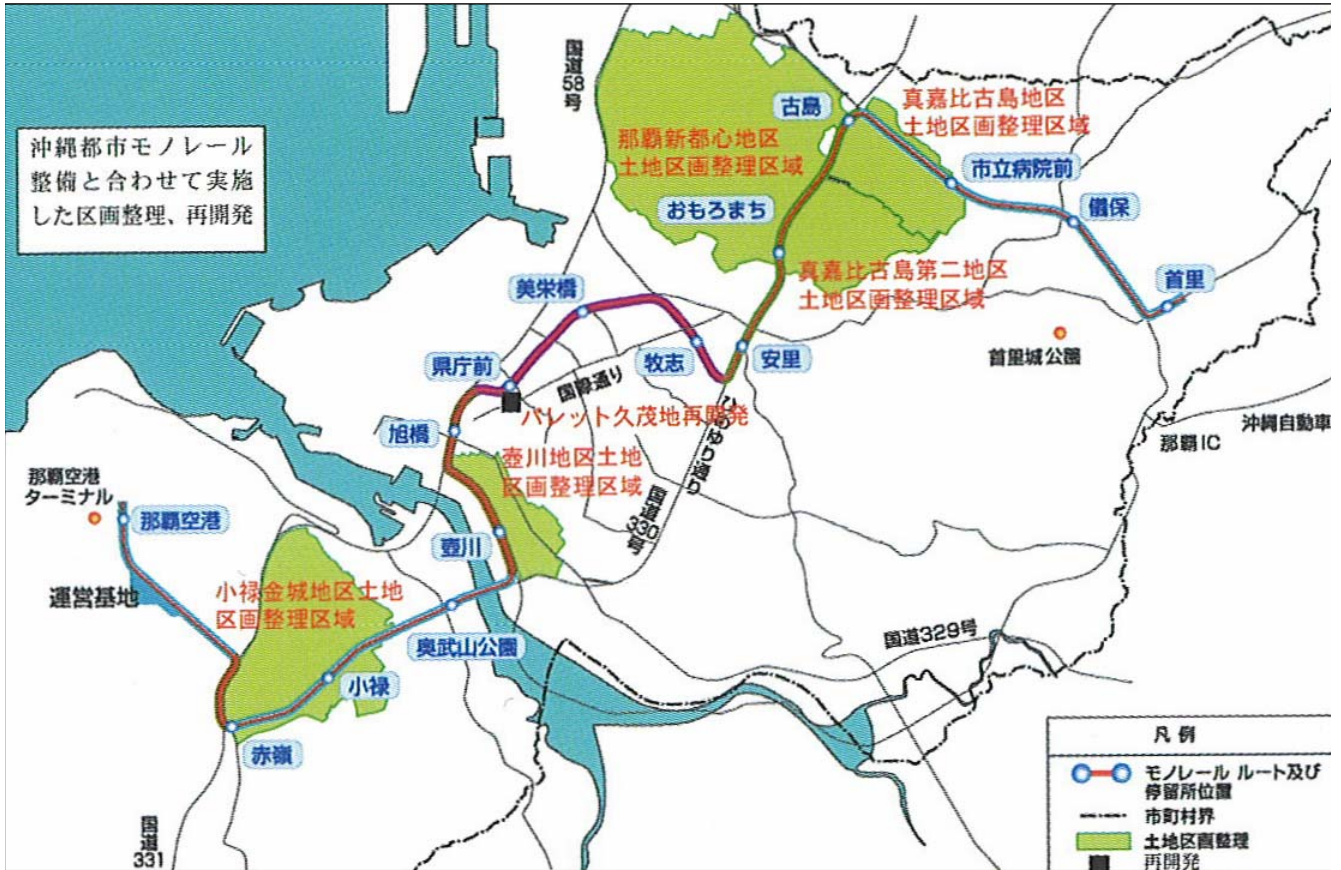 沖縄都市モノレール
整備と合わせて実施
した区画整理、再開発
国道
58号
古島
真嘉比古島地区
土地区画整理区域
那覇新都心地区
土地区画整理区域
市立病院前
おもろまち
儀保
真嘉比古島第二地区
土地区画整理区域
首里
美栄橋
牧志
安里
首里城公園
県庁前
国際通り
パレット久茂地再開発
ひめゆり通り
那覇IC
沖縄自動車
旭橋
壺川地区土地
区画整理区域
国道
330号
那覇空港
ターミナル
那覇空港
壺川
運営基地
小禄金城地区土地
区画整理区域
奥武山公園
国道329号
小禄
赤嶺
国道
331
凡例
モノレール ルート及び
停留所位置
市町村界
土地区画整理
再開発